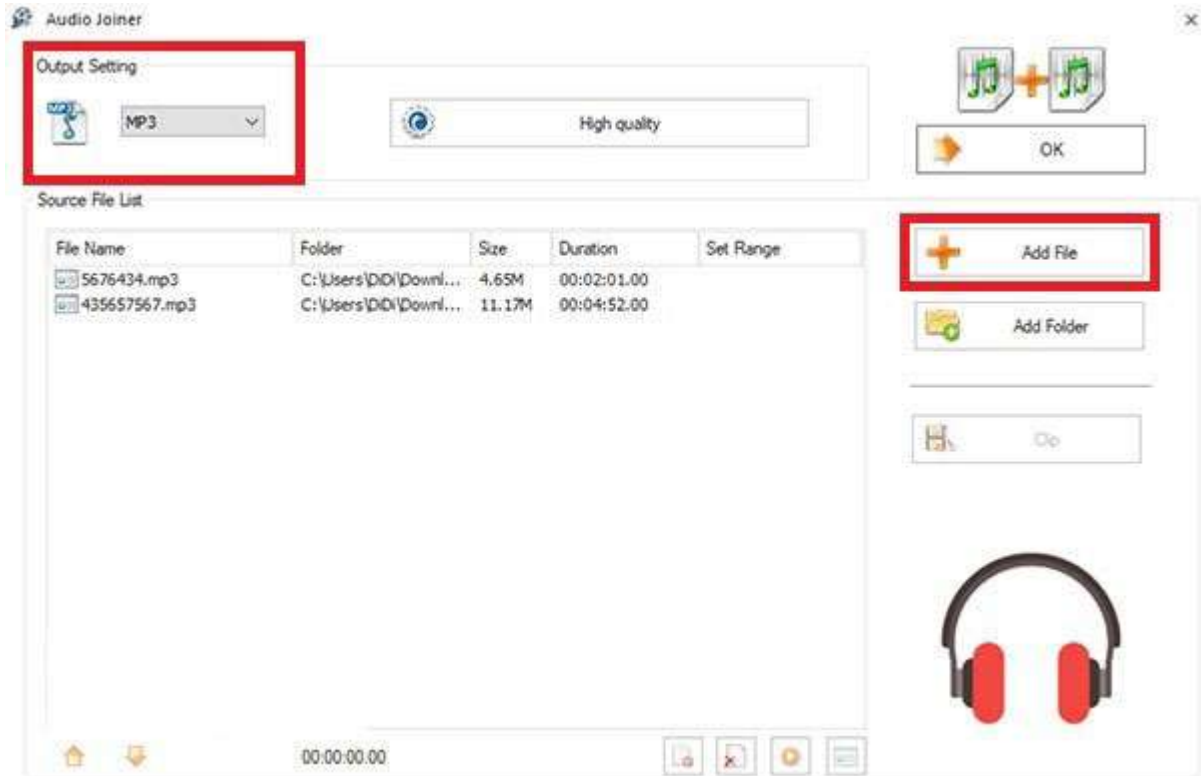 Audio Joiner
Output Setting
MP3
MP3
High quality
OK
Source File List
File Name Folder Size Duration Set Range
5676434.mp3 C:\Users\DiDi\Downl... 4.65M 00:02:01.00
435657567.mp3 C:\Users\DiDi\Downl... 11.17M 00:04:52.00
Add File
Add Folder
Clip
00:00:00.00